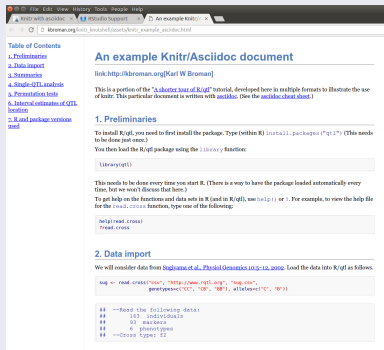 File Edit View History Tools People Help
Knitr with asciidoc
RStudio Support
An example Knitr/A
kbroman.org/knitr_knutshell/assets/knitr_example_asciidoc.html
Table of Contents
1. Preliminaries
2. Data import
3. Summaries
4. Single-QTL analysis
5. Permutation tests
6. Interval estimates of QTL
location
7. R and package versions
used
An example Knitr/Asciidoc document
link:http://kbroman.org[Karl W Broman]
This is a portion of the "A shorter tour of R/qtl" tutorial, developed here in multiple formats to illustrate the use
of knitr. This particular document is written with asciidoc. (See the asciidoc cheat sheet.)
1. Preliminaries
To install R/qtl, you need to first install the package. Type (within R) install.packages("qtl") (This needs
to be done just once.)
You then load the R/qtl package using the library function:
library(qtl)
This needs to be done every time you start R. (There is a way to have the package loaded automatically every
time, but we won't discuss that here.)
To get help on the functions and data sets in R (and in R/qtl), use help() or ?. For example, to view the help file
for the read.cross function, type one of the following:
help(read.cross)
?read.cross
2. Data import
We will consider data from Sugiyama et al., Physiol Genomics 10:5–12, 2002. Load the data into R/qtl as follows.
sug <- read.cross("csv", "http://www.rqtl.org", "sug.csv",
genotypes=c("CC", "CB", "BB"), alleles=c("C", "B"))
## --Read the following data:
## 163 individuals
## 93 markers
## 6 phenotypes
## --Cross type: f2